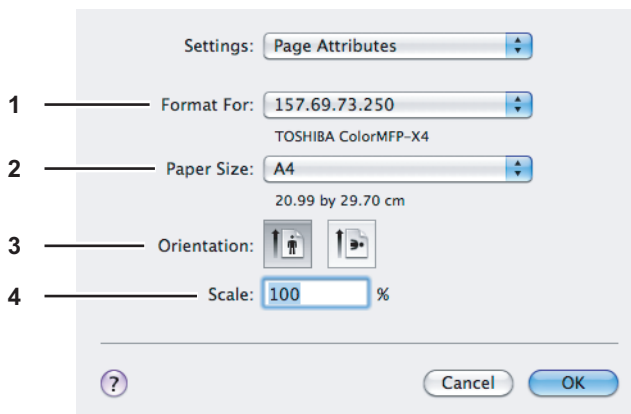 Settings: Page Attributes
1 Format For: 157.69.73.250
TOSHIBA ColorMFP-X4
2 Paper Size: A4
20.99 by 29.70 cm
3 Orientation:
4 Scale: 100 %
? Cancel OK